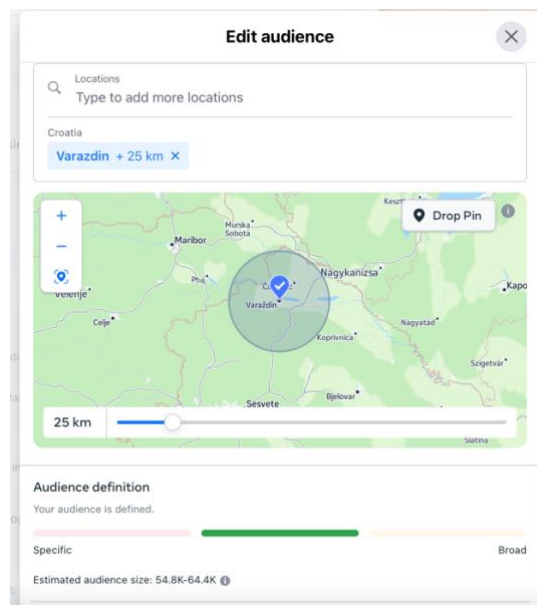 Edit audience
Locations
Type to add more locations
Croatia
Varazdin + 25 km ×
Drop Pin
+
−
Murska
Sobota
Maribor
Ptuj
Nagykanizsa
Varaždin
Celje
Koprivnica
Nagyatád
Szigetvár
Sesvete
Bjelovar
Slatina
25 km
Audience definition
Your audience is defined.
Specific
Broad
Estimated audience size: 54.8K-64.4K